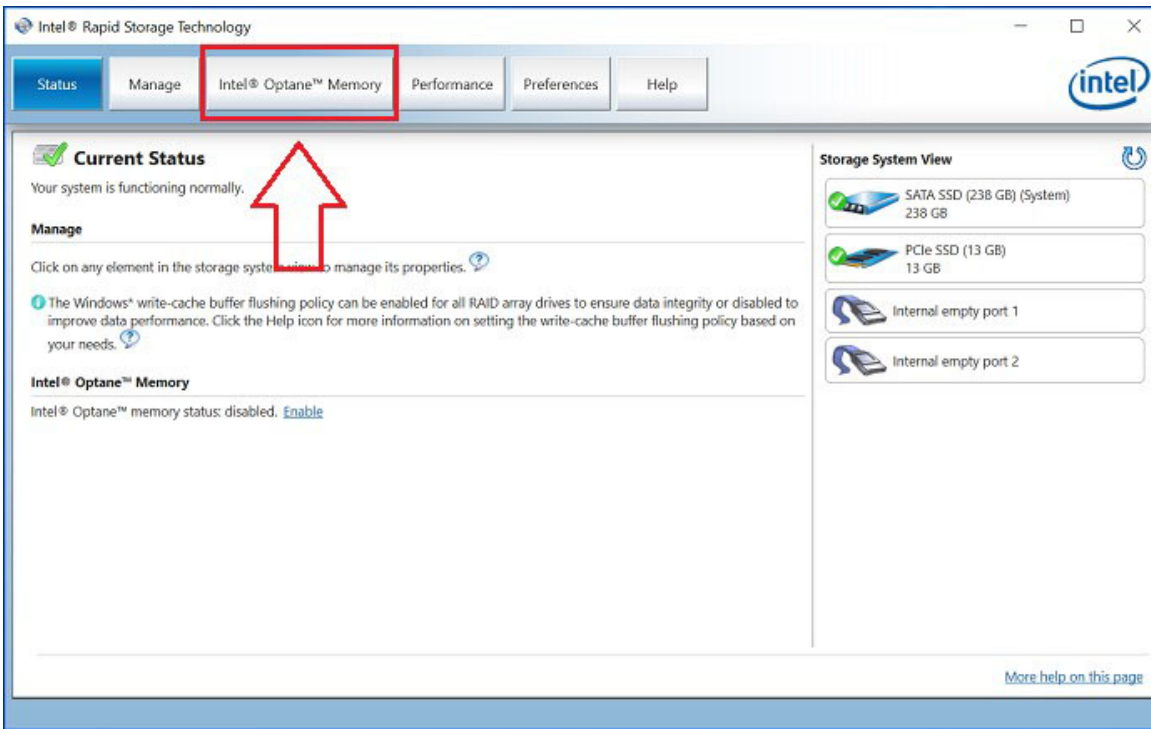 Intel® Rapid Storage Technology
Status
Manage
Intel® Optane™ Memory
Performance
Preferences
Help
intel
Current Status
Your system is functioning normally.
Manage
Click on any element in the storage system view to manage its properties.
The Windows* write-cache buffer flushing policy can be enabled for all RAID array drives to ensure data integrity or disabled to
improve data performance. Click the Help icon for more information on setting the write-cache buffer flushing policy based on
your needs.
Intel® Optane™ Memory
Intel® Optane™ memory status: disabled. Enable
Storage System View
SATA SSD (238 GB) (System)
238 GB
PCIe SSD (13 GB)
13 GB
Internal empty port 1
Internal empty port 2
More help on this page